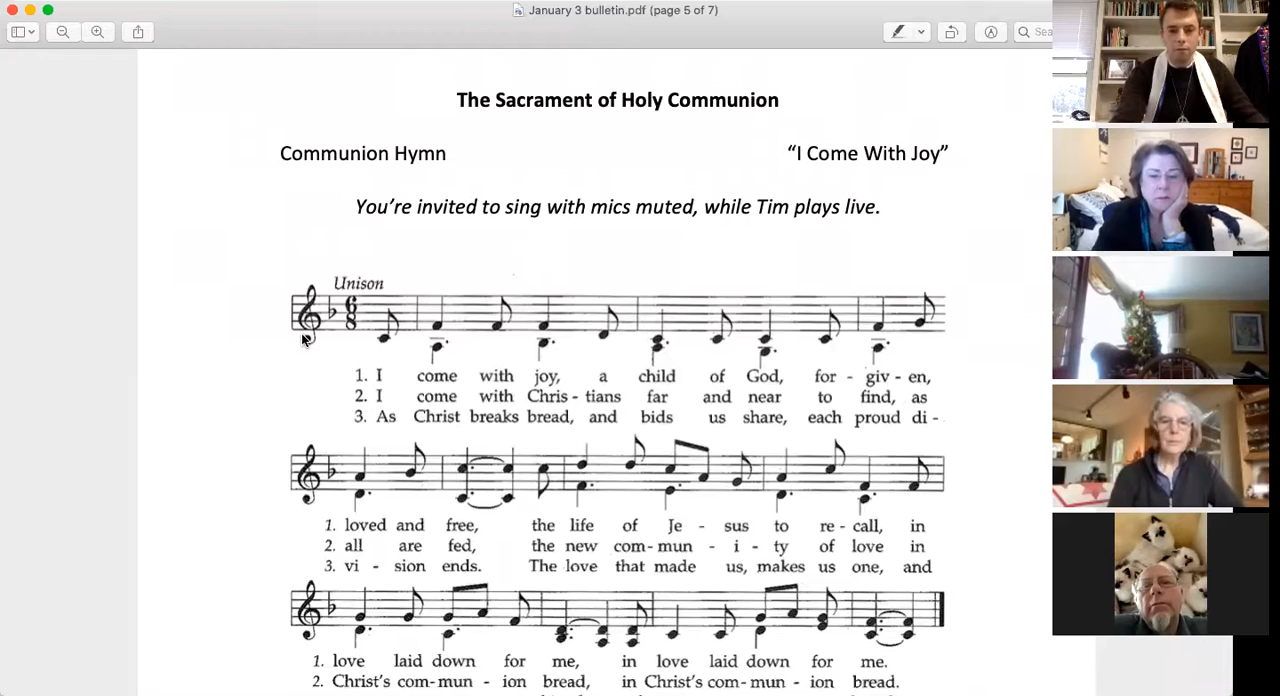 January 3 bulletin.pdf (page 5 of 7)
Sea
The Sacrament of Holy Communion
Communion Hymn “I Come With Joy”
You’re invited to sing with mics muted, while Tim plays live.
Unison
6
8
1. I come with joy, a child of God, for - giv - en,
2. I come with Chris - tians far and near to find, as
3. As Christ breaks bread, and bids us share, each proud di -
1. loved and free, the life of Je - sus to re - call, in
2. all are fed, the new com - mun - i - ty of love in
3. vi - sion ends. The love that made us, makes us one, and
1. love laid down for me, in love laid down for me.
2. Christ's com - mun - ion bread, in Christ's com - mun - ion bread.